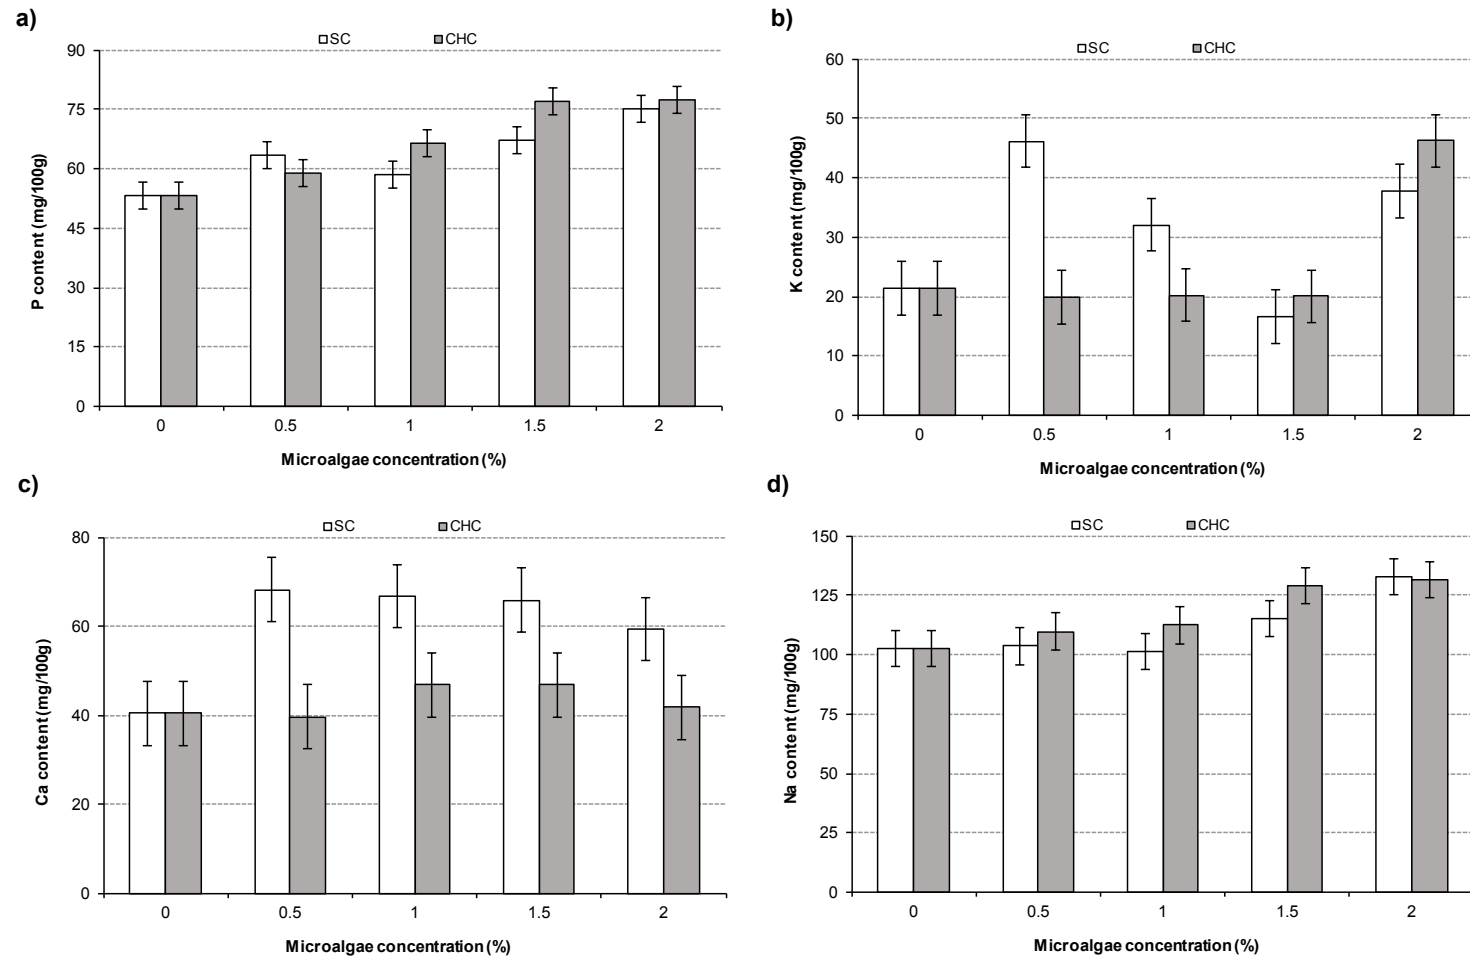 a)
SC CHC
90
75
60
45
30
15
0
P content (mg/100g)
0 0.5 1 1.5 2
Microalgae concentration (%)
b)
SC CHC
60
50
40
30
20
10
0
K content (mg/100g)
0 0.5 1 1.5 2
Microalgae concentration (%)
c)
SC CHC
80
60
40
20
0
Ca content (mg/100g)
0 0.5 1 1.5 2
Microalgae concentration (%)
d)
SC CHC
150
125
100
75
50
25
0
Na content (mg/100g)
0 0.5 1 1.5 2
Microalgae concentration (%)